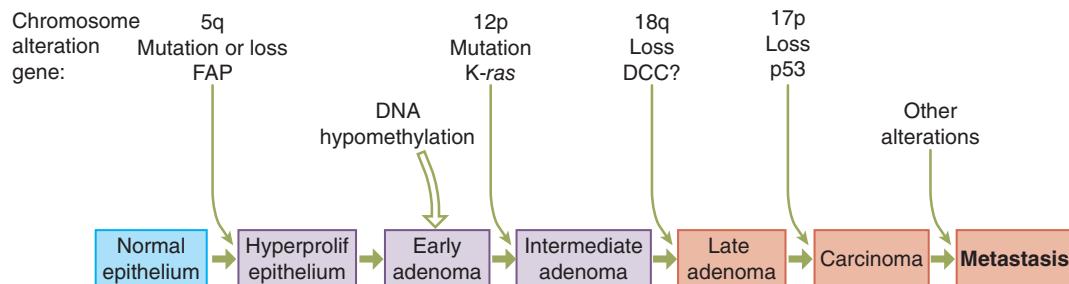 Chromosome
alteration
gene:
5q
Mutation or loss
FAP
12p
Mutation
K-ras
18q
Loss
DCC?
17p
Loss
p53
DNA
hypomethylation
Other
alterations
Normal
epithelium
Hyperprolif
epithelium
Early
adenoma
Intermediate
adenoma
Late
adenoma
Carcinoma
Metastasis